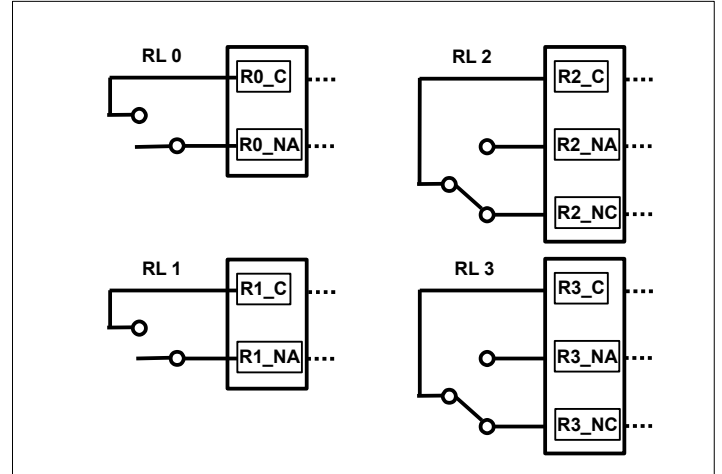 RL 0
R0_C
R0_NA
RL 2
R2_C
R2_NA
R2_NC
RL 1
R1_C
R1_NA
RL 3
R3_C
R3_NA
R3_NC